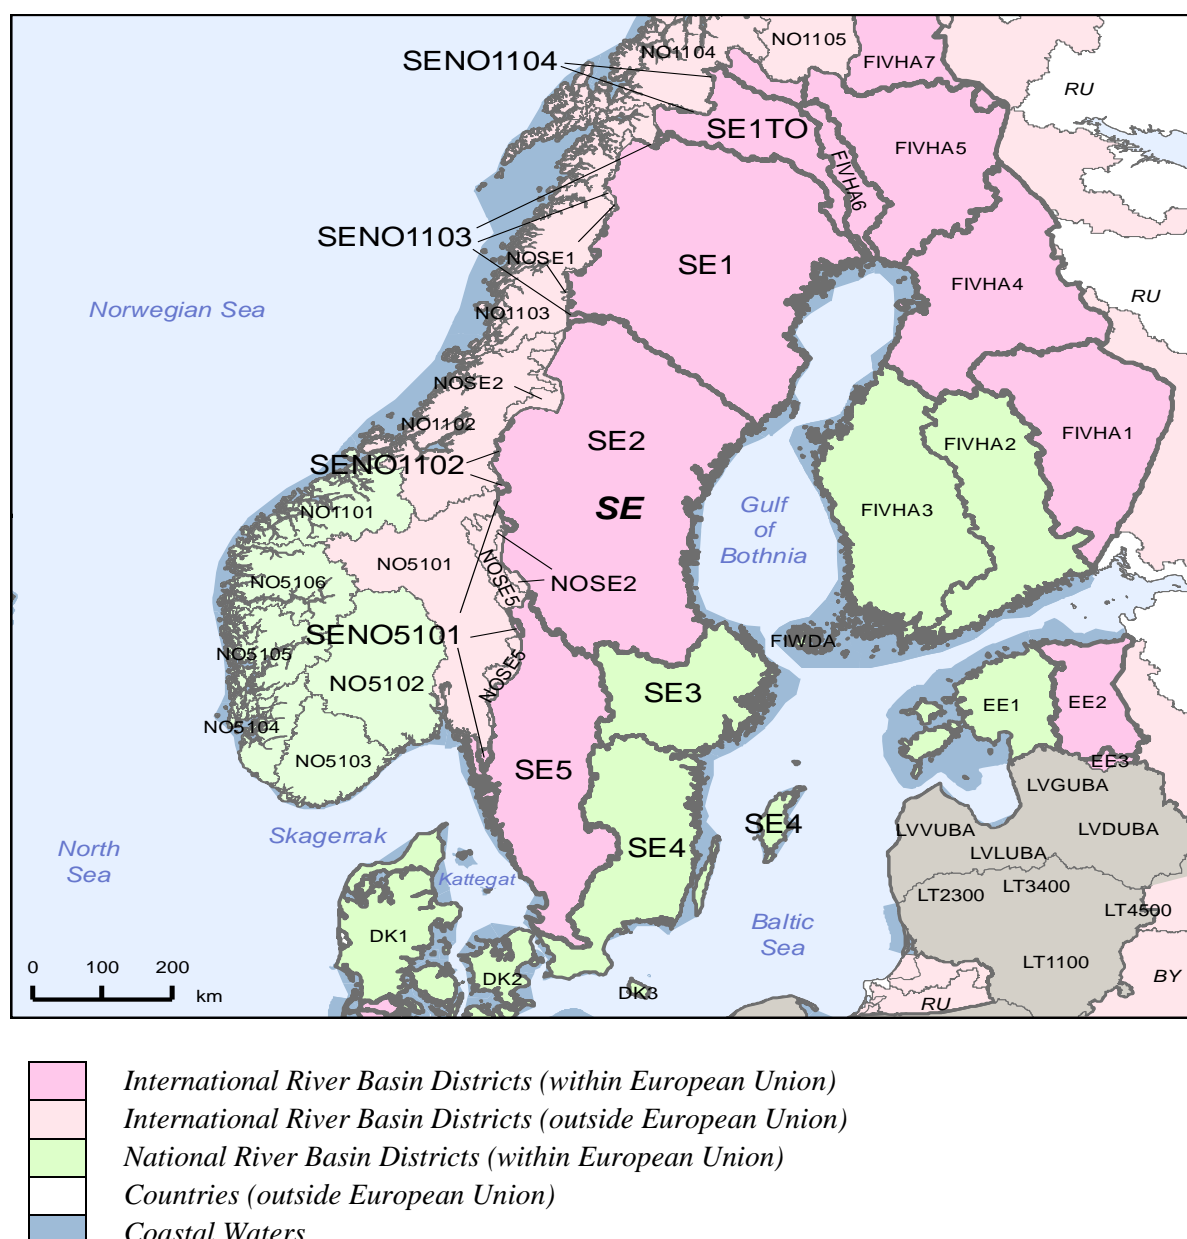 NO1104
NO1105
SENO1104
FIVHA7
RU
SE1TO
FIVHA5
FIVHA6
SENO1103
NOSE1
SE1
FIVHA4
RU
Norwegian Sea
NO1103
NOSE2
NO1102
SE2
FIVHA2
FIVHA1
SENO1102
SE
Gulf
of
Bothnia
FIVHA3
NO1101
NO5101
NO5106
NOSE5
NOSE2
SENO5101
FIWDA
NO5105
NOSE5
NO5102
SE3
EE1
EE2
NO5104
NO5103
SE5
EE3
LVGUBA
Skagerrak
SE4
SE4
LVVUBA
LVDUBA
North
Sea
LVLUBA
Kattegat
LT3400
LT2300
LT4500
Baltic
Sea
DK1
LT1100
DK2
DK3
RU
BY
0 100 200
km
International River Basin Districts (within European Union)
International River Basin Districts (outside European Union)
National River Basin Districts (within European Union)
Countries (outside European Union)
Coastal Waters